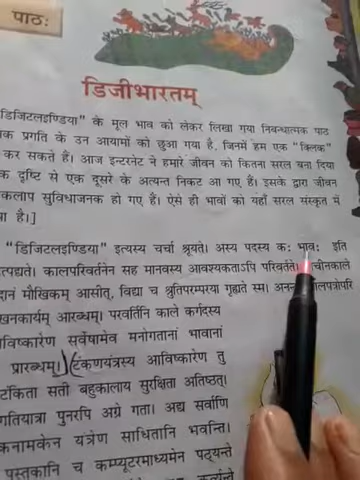 पाठः
डिजीभारतम्
डिजिटलइण्डिया” के मूल भाव को लेकर लिखा गया निबन्धात्मक पाठ
प्रगति के उन आयामों को छुआ गया है, जिनमें हम एक “क्लिक”
कर सकते हैं। आज इन्टरनेट ने हमारे जीवन को कितना सरल बना दिया
दृष्टि से एक दूसरे के अत्यन्त निकट आ गए हैं। इसके द्वारा जीवन
सुविधाजनक हो गए हैं। ऐसे ही भावों को यहाँ सरल संस्कृत में
है।]
“डिजिटलइण्डिया” इत्यस्य चर्चा श्रूयते। अस्य पदस्य कः भावः इति
कालपरिवर्तनेन सह मानवस्य आवश्यकताऽपि परिवर्तते।
मौखिकम् आसीत्, विद्या च श्रुतिपरम्परया गृह्यते स्म।
आरब्धम्। परवर्तिनि काले कर्गदस्य
सर्वेषामेव मनोगतानां भावानां
प्रारब्धम्। टंकणयंत्रस्य आविष्कारेण तु
सती बहुकालाय सुरक्षिता अतिष्ठत्।
पुनरपि अग्रे गता। अद्य सर्वाणि
यंत्रेण साधितानि भवन्ति।
पुस्तकानि च कम्प्यूटरमाध्यमेन पठ्यन्ते